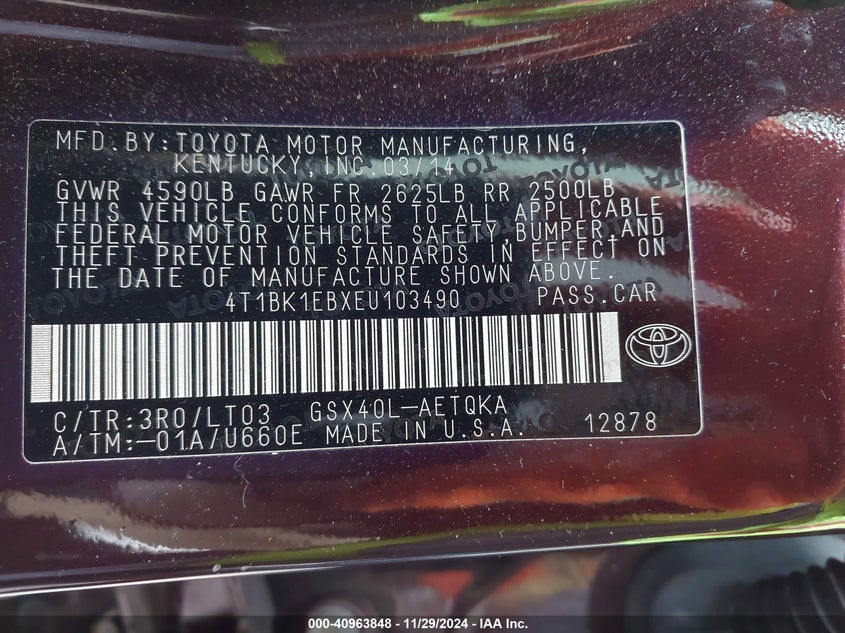 MFD.BY:TOYOTA MOTOR MANUFACTURING,
KENTUCKY,INC.03/14
GVWR 4590LB GAWR FR 2625LB RR 2500LB
THIS VEHICLE CONFORMS TO ALL APPLICABLE
FEDERAL MOTOR VEHICLE SAFETY,BUMPER,AND
THEFT PREVENTION STANDARDS IN EFFECT ON
THE DATE OF MANUFACTURE SHOWN ABOVE.
4T1BK1EBXEU103490 PASS.CAR
C/TR:3R0/LT03 GSX40L-AETQKA
A/TM:-01A/U660E MADE IN U.S.A. 12878
000-40963848 - 11/29/2024 - IAA Inc.